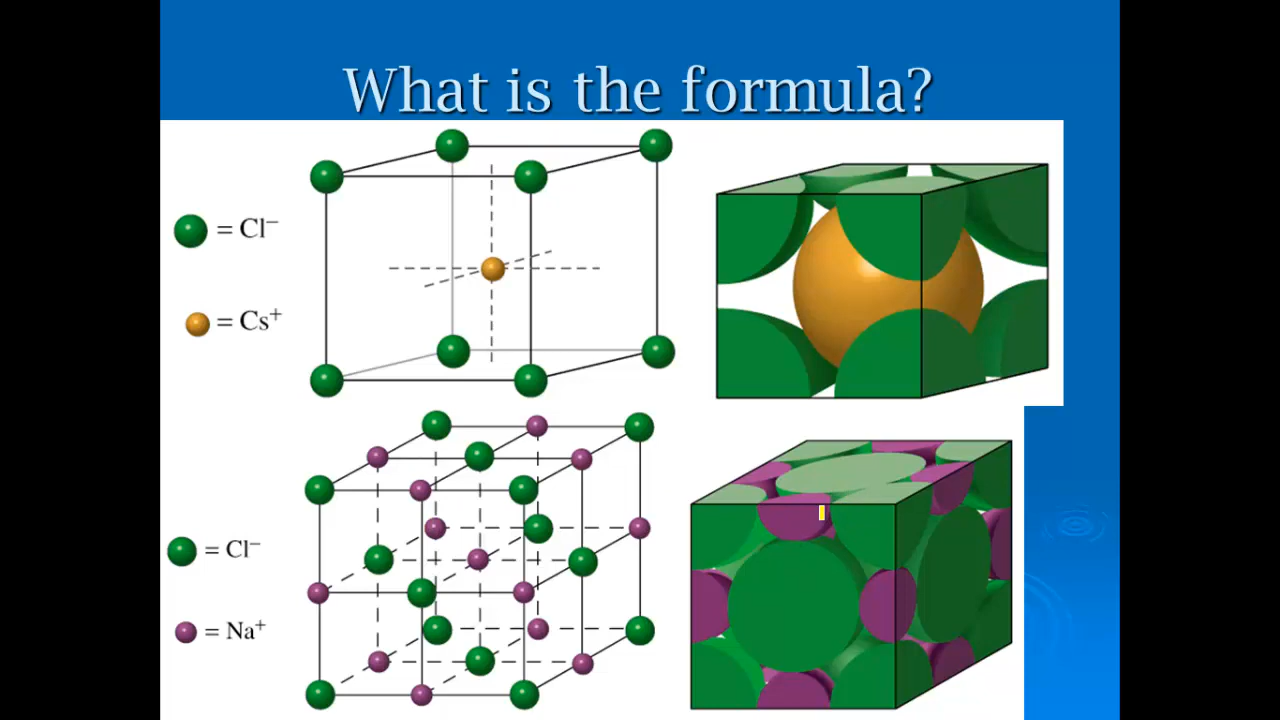 What is the formula?
= Cl⁻
= Cs⁺
= Cl⁻
= Na⁺